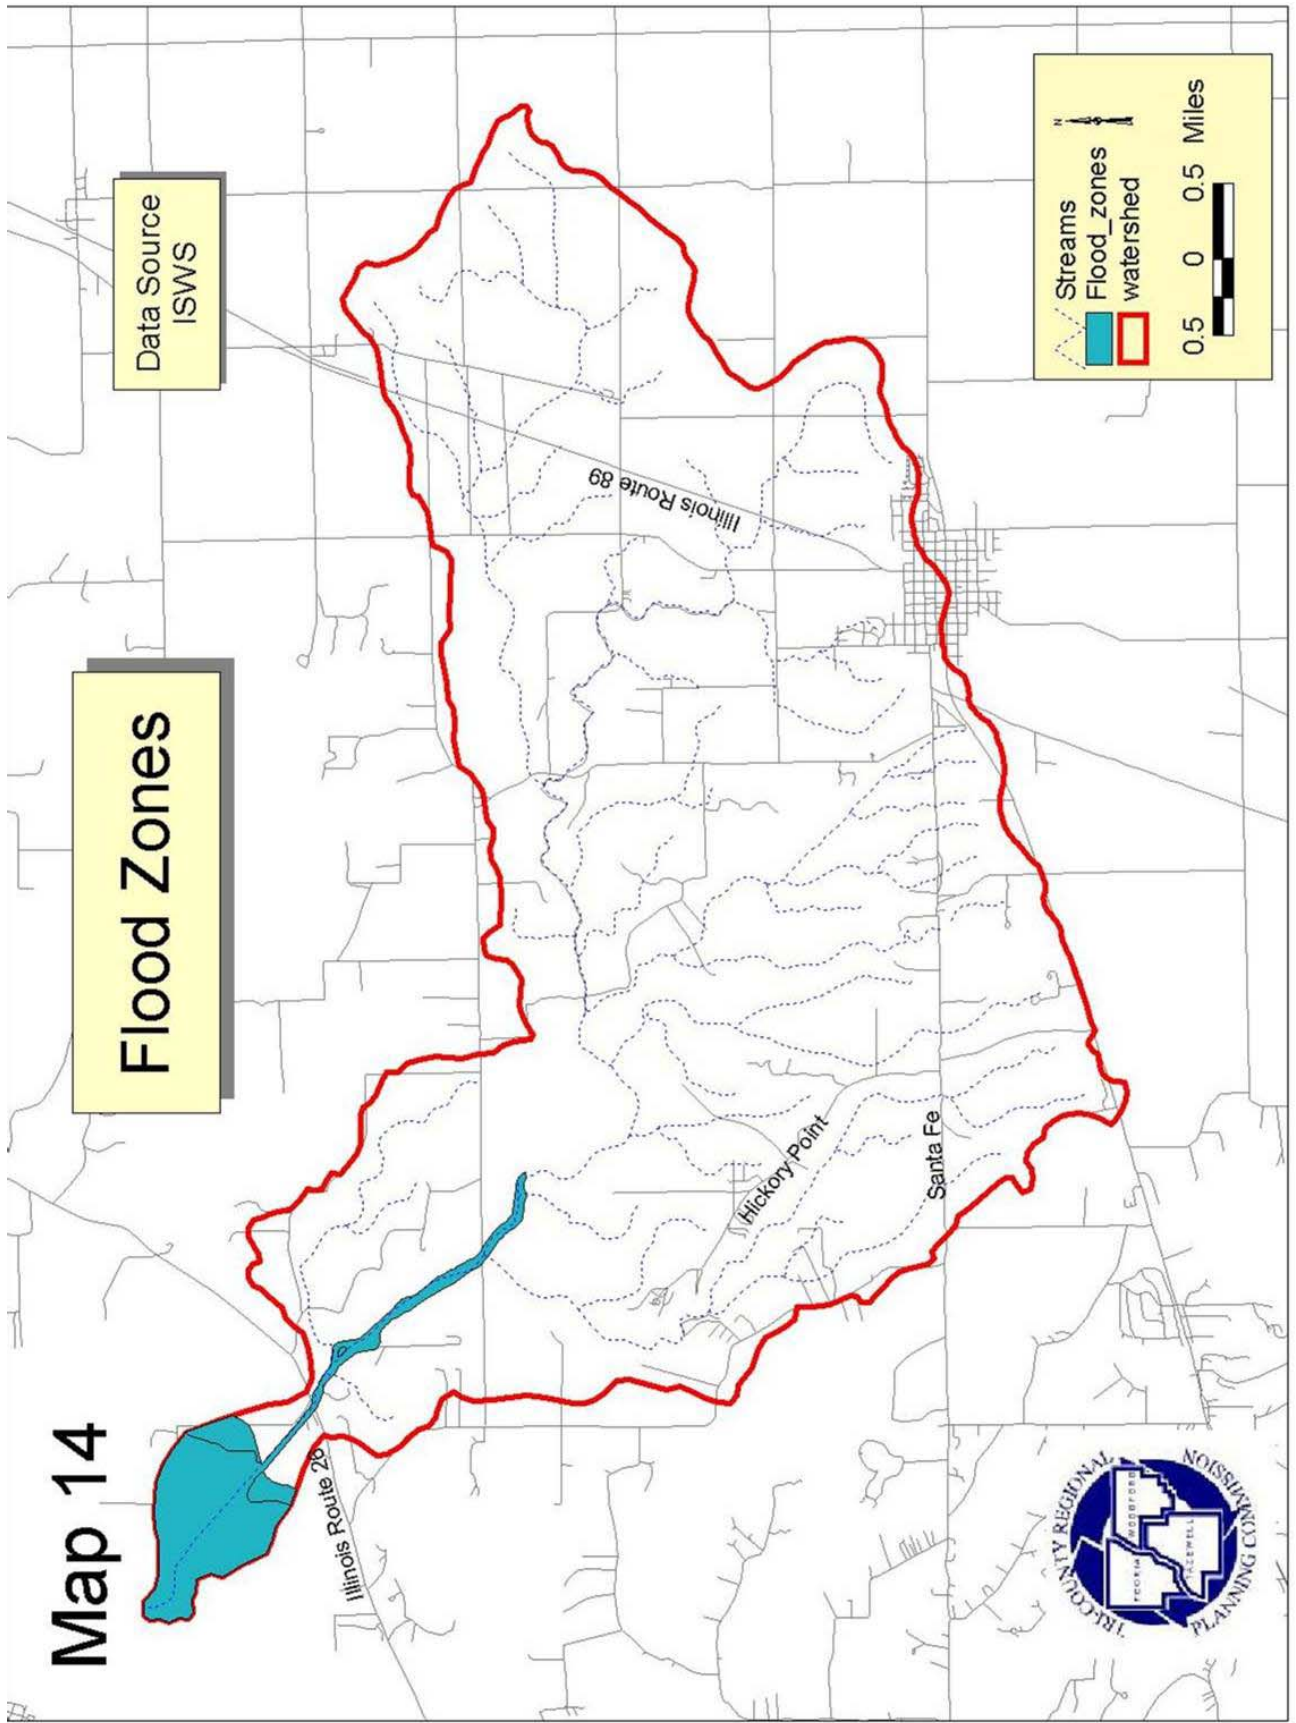 Map 14
Flood Zones
Data Source
ISWS
Illinois Route 26
Illinois Route 89
Hickory Point
Santa Fe
N
Streams
Flood_zones
watershed
0.5 0 0.5 Miles
TRI-COUNTY REGIONAL
PLANNING COMMISSION
PEORIA
WOODFORD
TAZEWELL